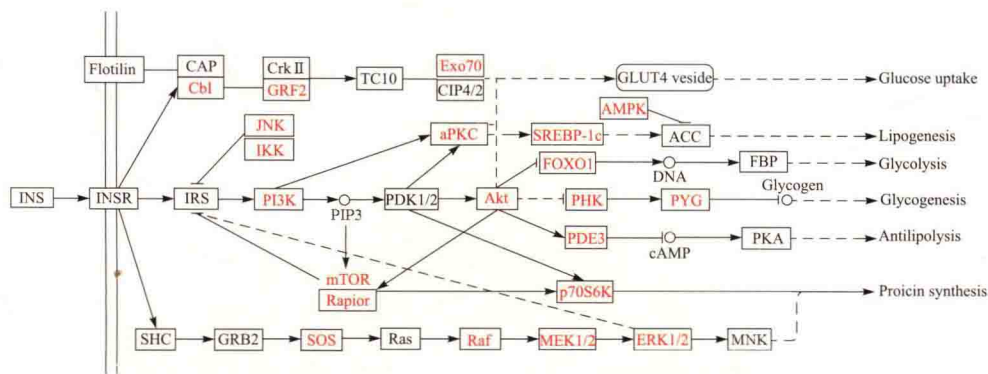 Flotilin
CAP
Cbl
Crk II
GRF2
TC10
Exo70
CIP4/2
GLUT4 veside
Glucose uptake
JNK
IKK
aPKC
SREBP-1c
AMPK
ACC
Lipogenesis
FOXO1
DNA
FBP
Glycolysis
INS
INSR
IRS
PI3K
PIP3
PDK1/2
Akt
PHK
PYG
Glycogen
Glycogenesis
PDE3
cAMP
PKA
Antilipolysis
mTOR
Rapior
p70S6K
Proicin synthesis
SHC
GRB2
SOS
Ras
Raf
MEK1/2
ERK1/2
MNK